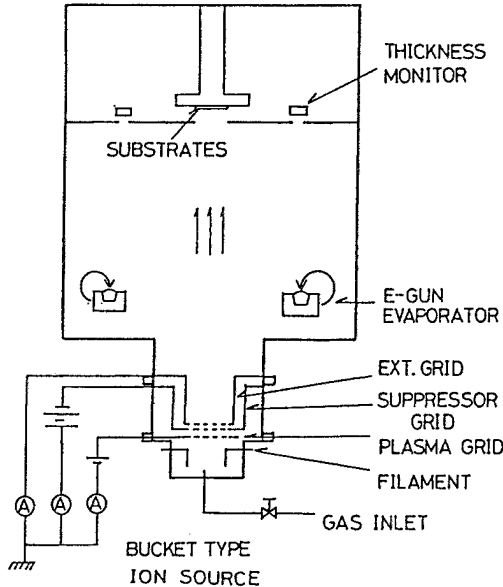 THICKNESS
MONITOR
SUBSTRATES
E-GUN
EVAPORATOR
EXT. GRID
SUPPRESSOR
GRID
PLASMA GRID
FILAMENT
A
A
A
GAS INLET
BUCKET TYPE
ION SOURCE